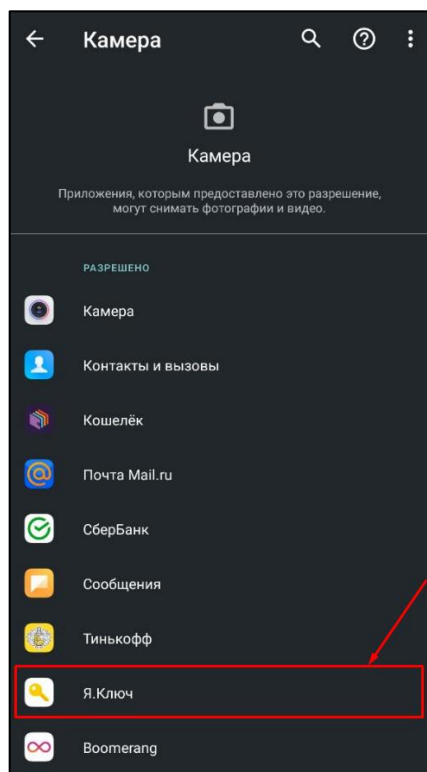 Камера
Камера
Приложения, которым предоставлено это разрешение,
могут снимать фотографии и видео.
РАЗРЕШЕНО
Камера
Контакты и вызовы
Кошелёк
Почта Mail.ru
СберБанк
Сообщения
Тинькофф
Я.Ключ
Boomerang